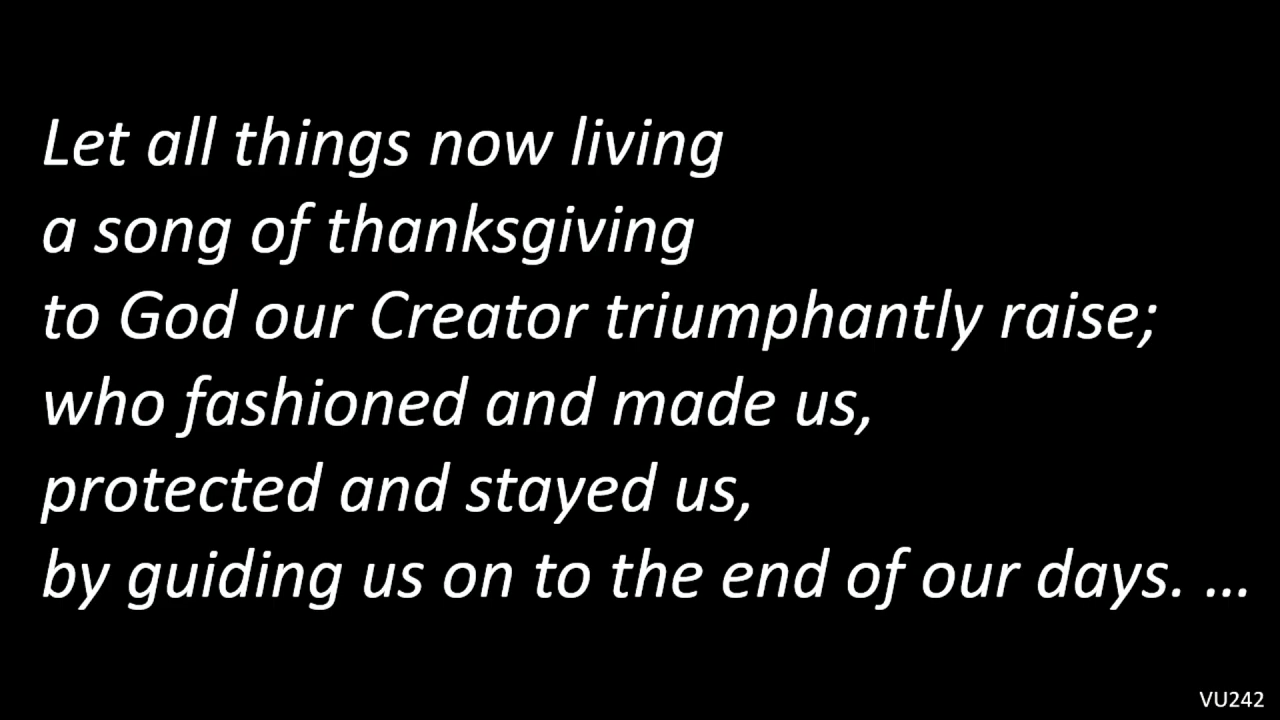 Let all things now living
a song of thanksgiving
to God our Creator triumphantly raise;
who fashioned and made us,
protected and stayed us,
by guiding us on to the end of our days. ...
VU242